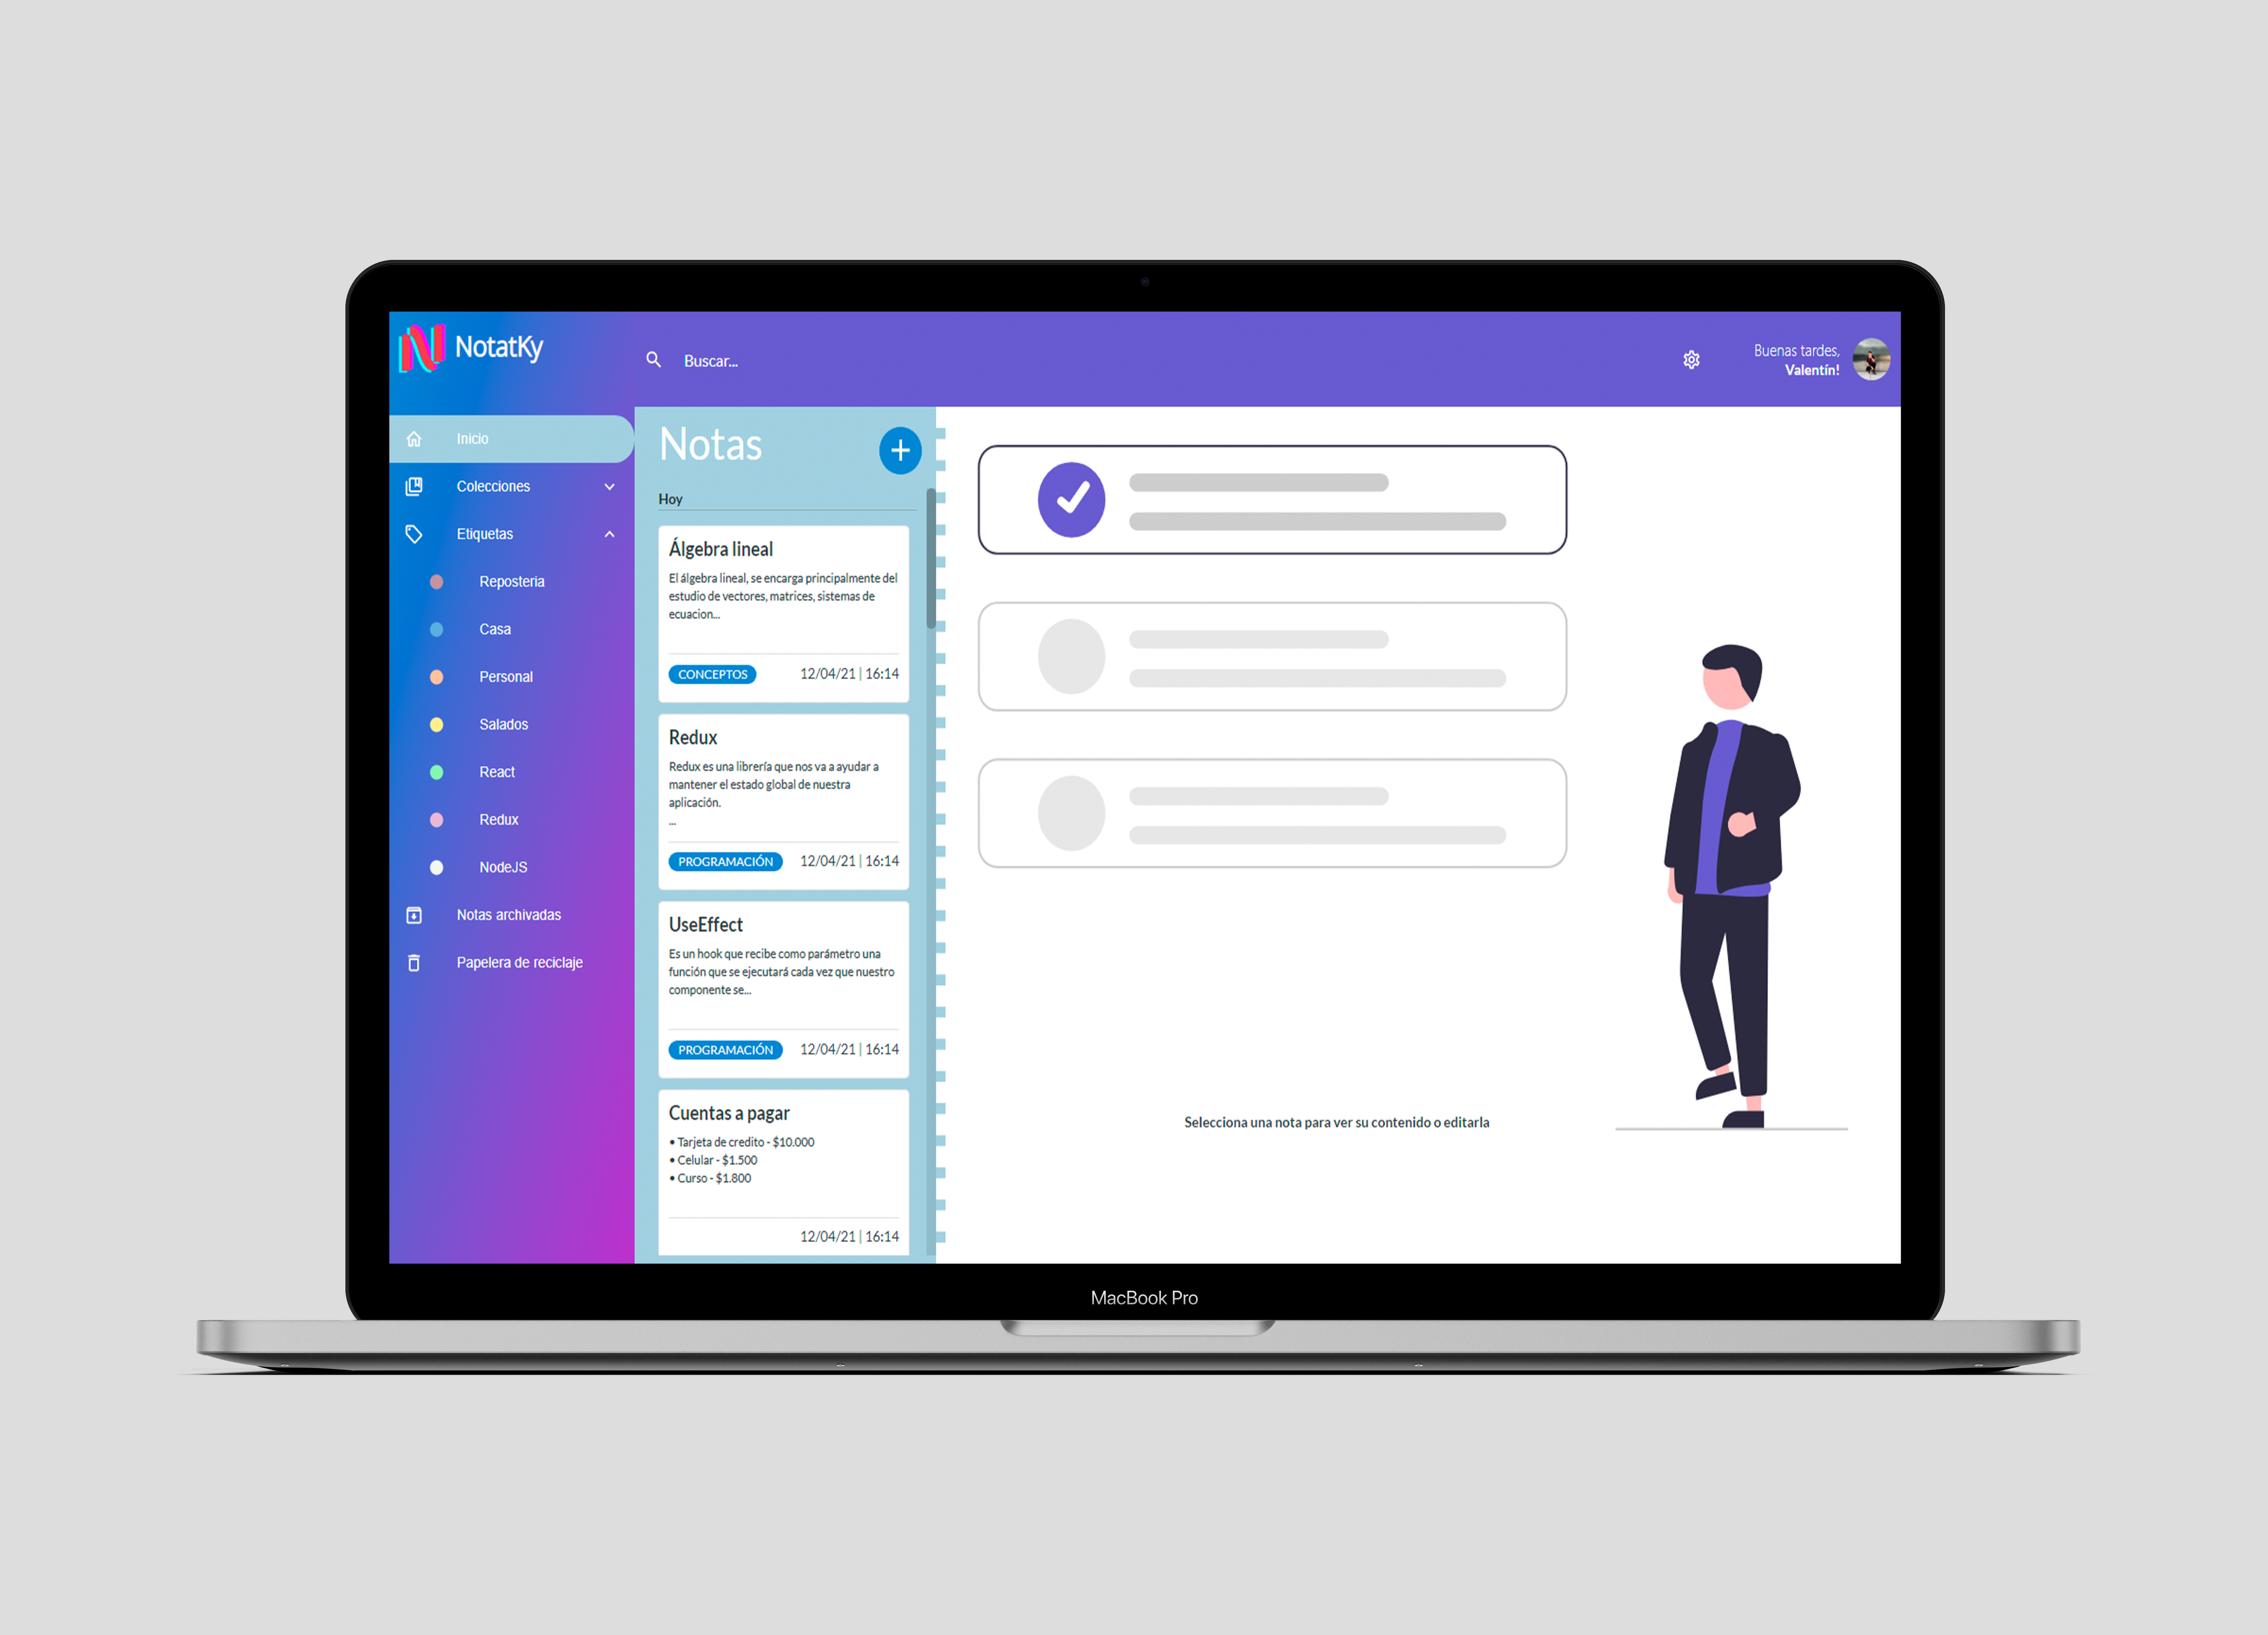 NotatKy
Buscar...
Buenas tardes,
Valentín!
Inicio
Colecciones
Etiquetas
Reposteria
Casa
Personal
Salados
React
Redux
NodeJS
Notas archivadas
Papelera de reciclaje
Notas
Hoy
Álgebra lineal
El álgebra lineal, se encarga principalmente del
estudio de vectores, matrices, sistemas de
ecuacion...
CONCEPTOS 12/04/21 | 16:14
Redux
Redux es una librería que nos va a ayudar a
mantener el estado global de nuestra
aplicación.
...
PROGRAMACIÓN 12/04/21 | 16:14
UseEffect
Es un hook que recibe como parámetro una
función que se ejecutará cada vez que nuestro
componente se...
PROGRAMACIÓN 12/04/21 | 16:14
Cuentas a pagar
• Tarjeta de credito - $10.000
• Celular - $1.500
• Curso - $1.800
12/04/21 | 16:14
Selecciona una nota para ver su contenido o editarla
MacBook Pro